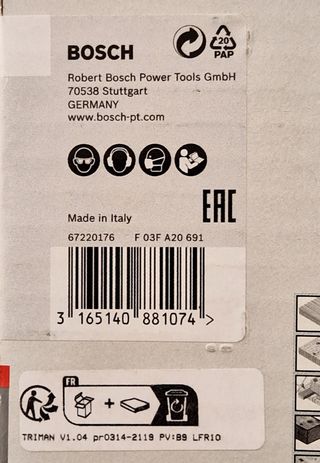 BOSCH
20
PAP
Robert Bosch Power Tools GmbH
70538 Stuttgart
GERMANY
www.bosch-pt.com
EAC
Made in Italy
67220176 F 03F A20 691
3 165140 881074 >
FR
+
TRIMAN V1.04 pr0314-2119 PV:B9 LFR10